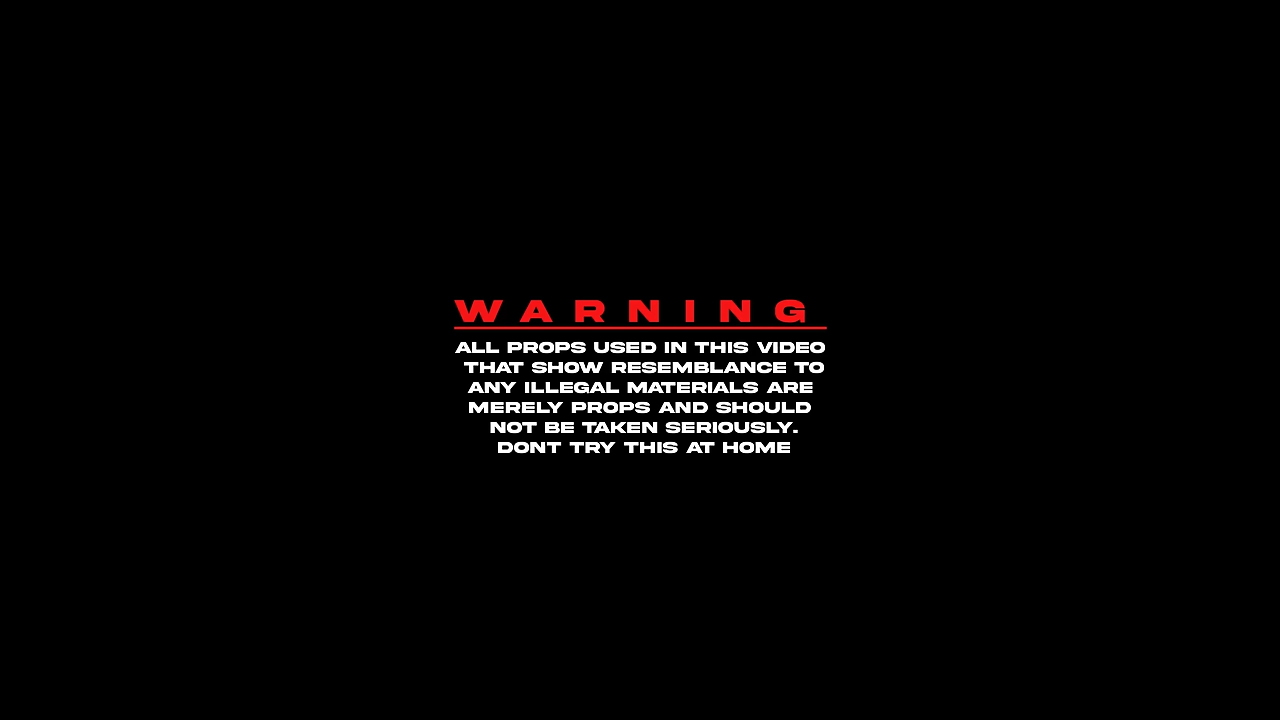 WARNING
ALL PROPS USED IN THIS VIDEO
THAT SHOW RESEMBLANCE TO
ANY ILLEGAL MATERIALS ARE
MERELY PROPS AND SHOULD
NOT BE TAKEN SERIOUSLY.
DONT TRY THIS AT HOME